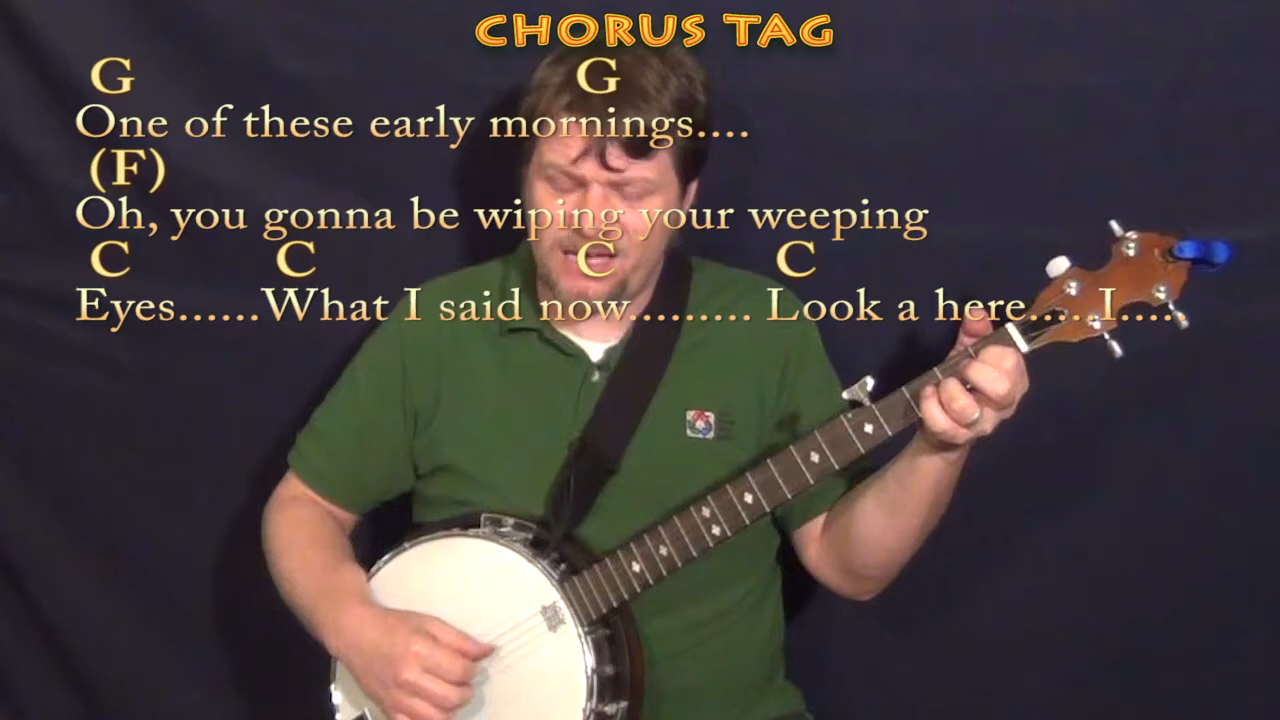 CHORUS TAG
G G
One of these early mornings....
(F)
Oh, you gonna be wiping your weeping
C C C C
Eyes......What I said now......... Look a here.....I....